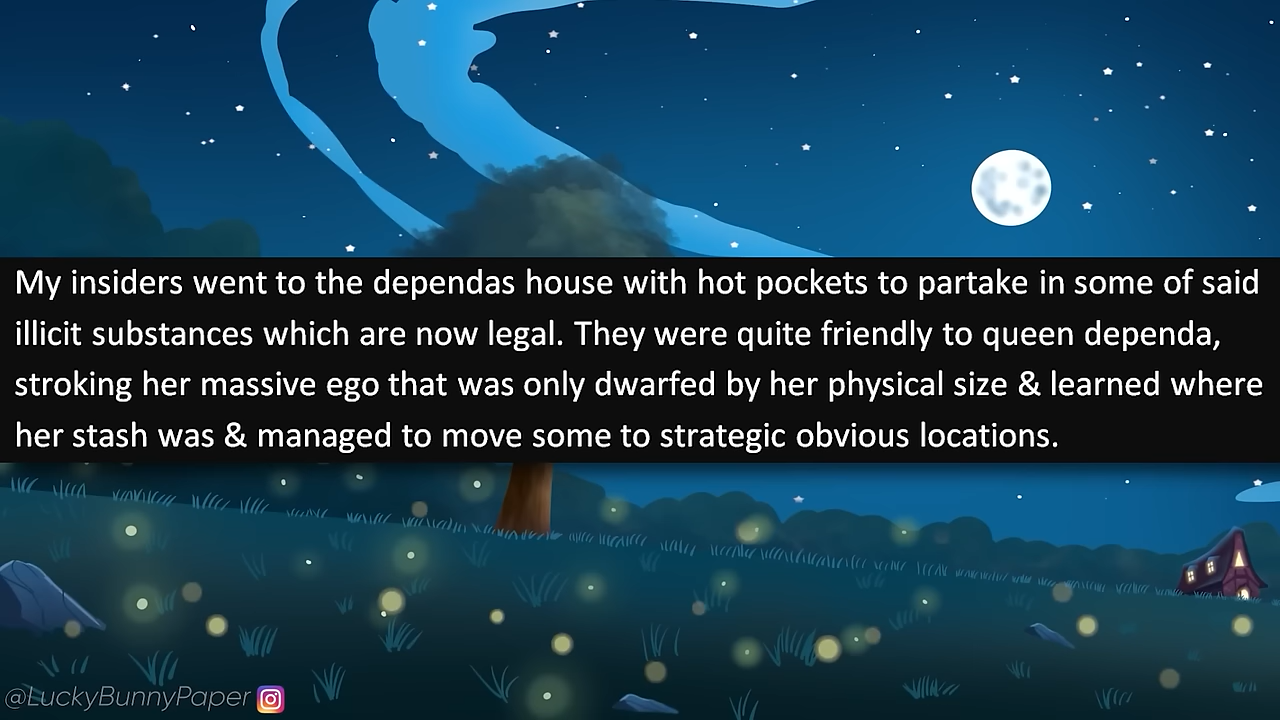 My insiders went to the dependas house with hot pockets to partake in some of said
illicit substances which are now legal. They were quite friendly to queen dependa,
stroking her massive ego that was only dwarfed by her physical size & learned where
her stash was & managed to move some to strategic obvious locations.
@LuckyBunnyPaper